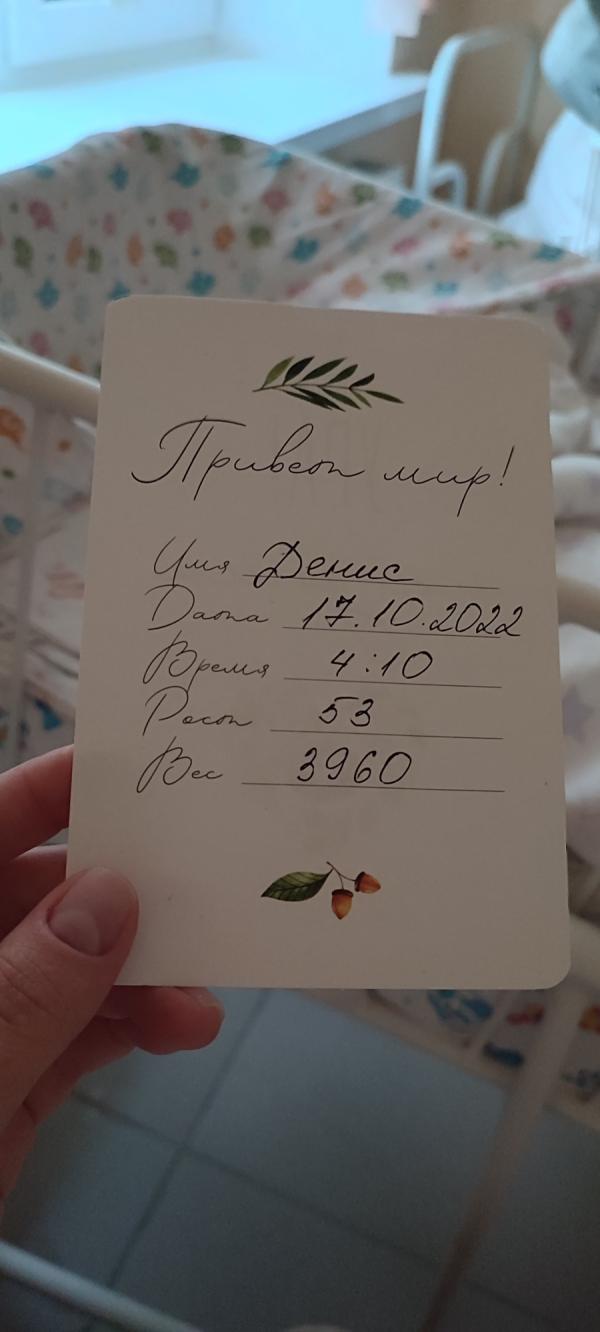 Привет мир!
Имя Денис
Дата 17.10.2022
Время 4:10
Рост 53
Вес 3960